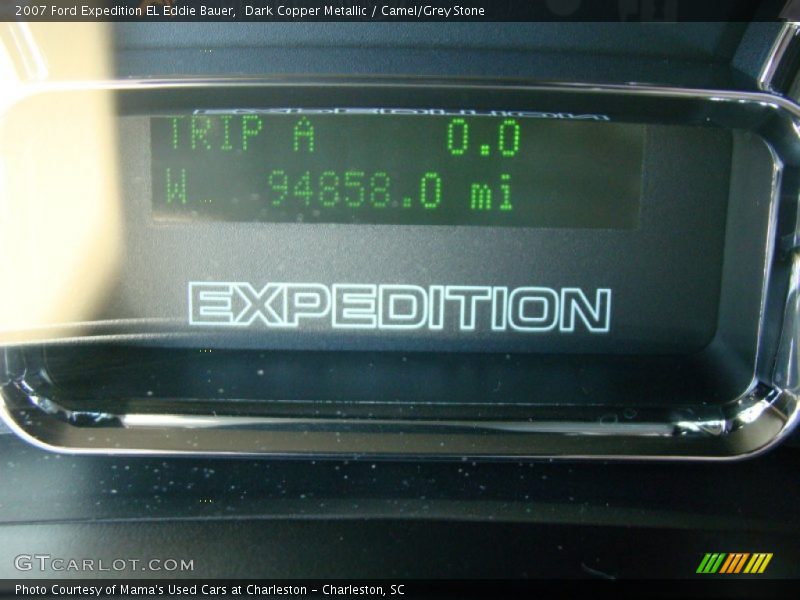 2007 Ford Expedition EL Eddie Bauer,  Dark Copper Metallic / Camel/Grey Stone
TRIP A 0.0
W 94858.0 mi
EXPEDITION
GTCARLOT.COM
Photo Courtesy of Mama's Used Cars at Charleston - Charleston, SC